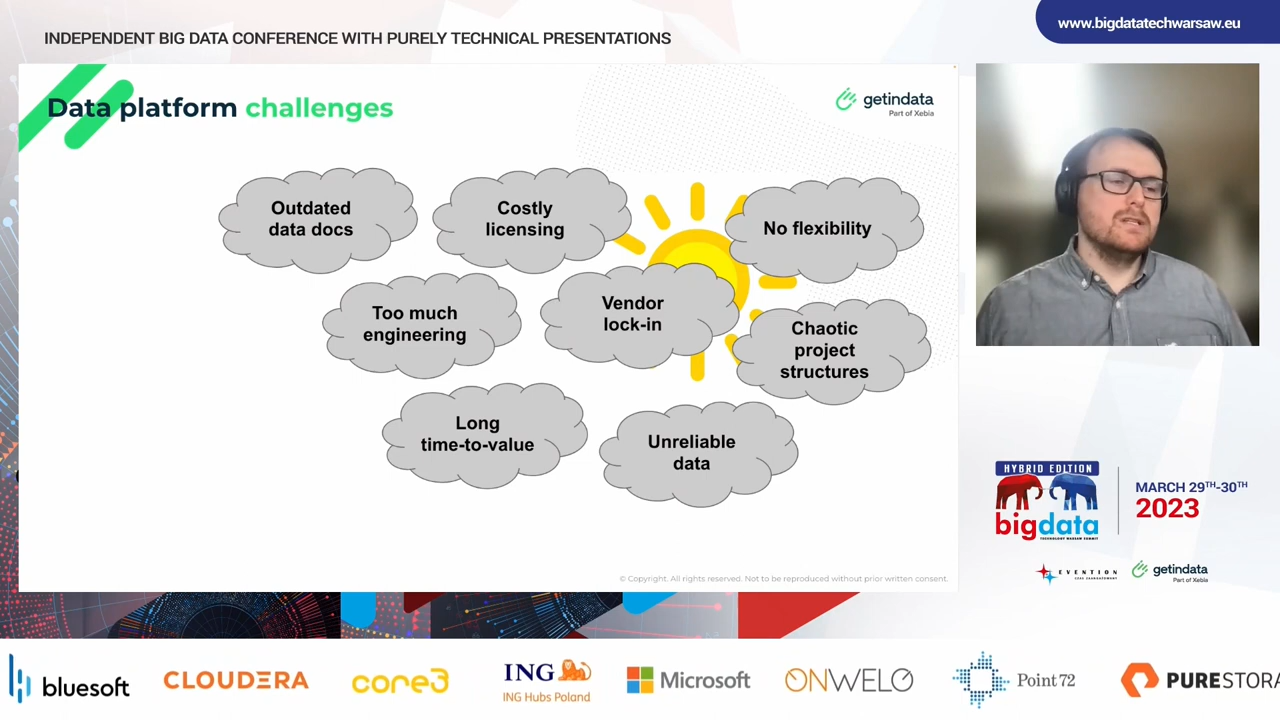 INDEPENDENT BIG DATA CONFERENCE WITH PURELY TECHNICAL PRESENTATIONS
www.bigdatatechwarsaw.eu
Data platform challenges
getindata
Part of Xebia
Outdated
data docs
Costly
licensing
No flexibility
Too much
engineering
Vendor
lock-in
Chaotic
project
structures
Long
time-to-value
Unreliable
data
© Copyright. All rights reserved. Not to be reproduced without prior written consent.
HYBRID EDITION
bigdata
TECHNOLOGY WARSAW SUMMIT
MARCH 29TH-30TH
2023
EVENTION
getindata
Part of Xebia
bluesoft
CLOUDERA
core3
ING
ING Hubs Poland
Microsoft
ONWELO
Point72
PURESTORA